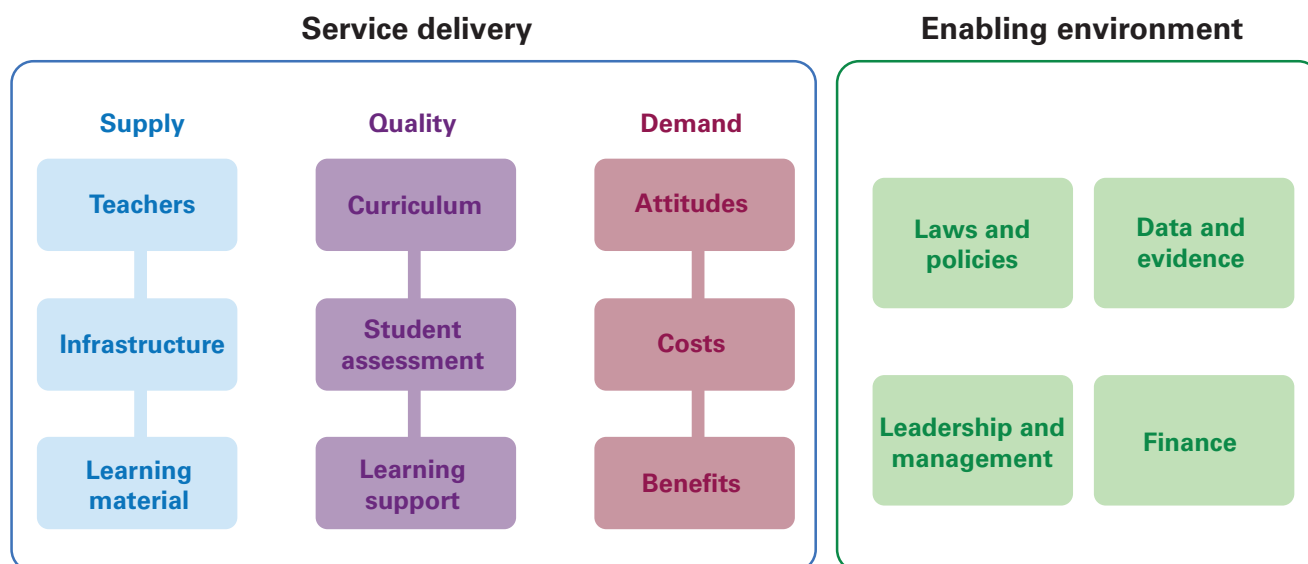 Service delivery
Enabling environment
Supply
Quality
Demand
Teachers
Infrastructure
Learning
material
Curriculum
Student
assessment
Learning
support
Attitudes
Costs
Benefits
Laws and
policies
Data and
evidence
Leadership and
management
Finance